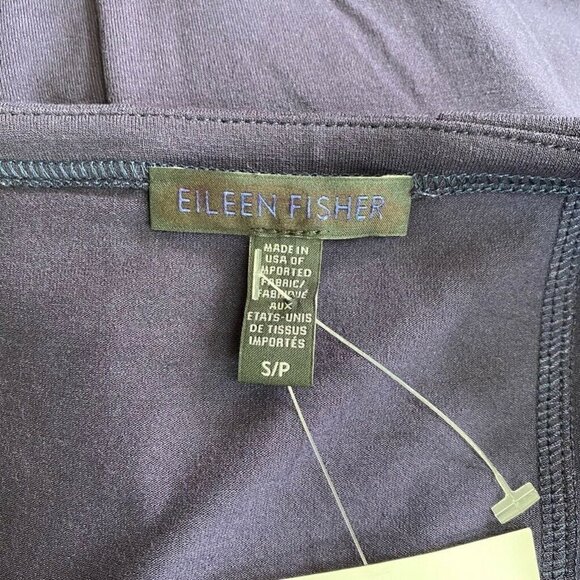 EILEEN FISHER
MADE IN
USA OF
IMPORTED
FABRIC/
FABRIQUÉ
AUX
ETATS-UNIS
DE TISSUS
IMPORTÉS
S/P